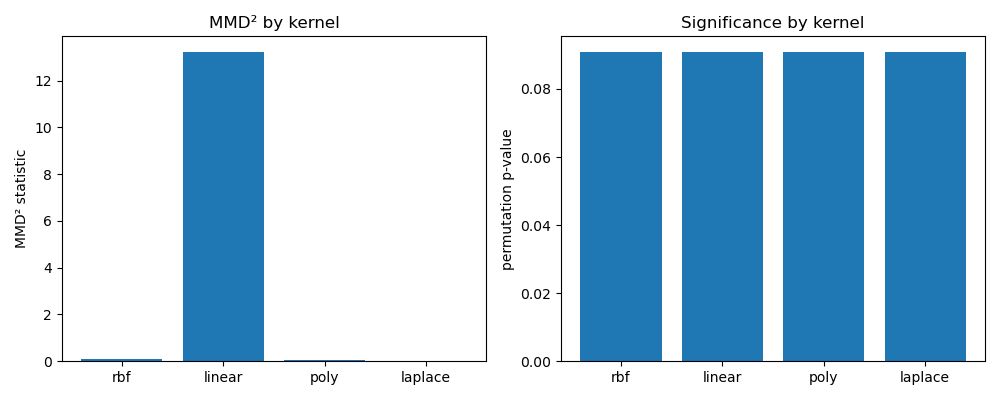 MMD² by kernel
MMD² statistic
12
10
8
6
4
2
0
rbf
linear
poly
laplace
Significance by kernel
permutation p-value
0.08
0.06
0.04
0.02
0.00
rbf
linear
poly
laplace